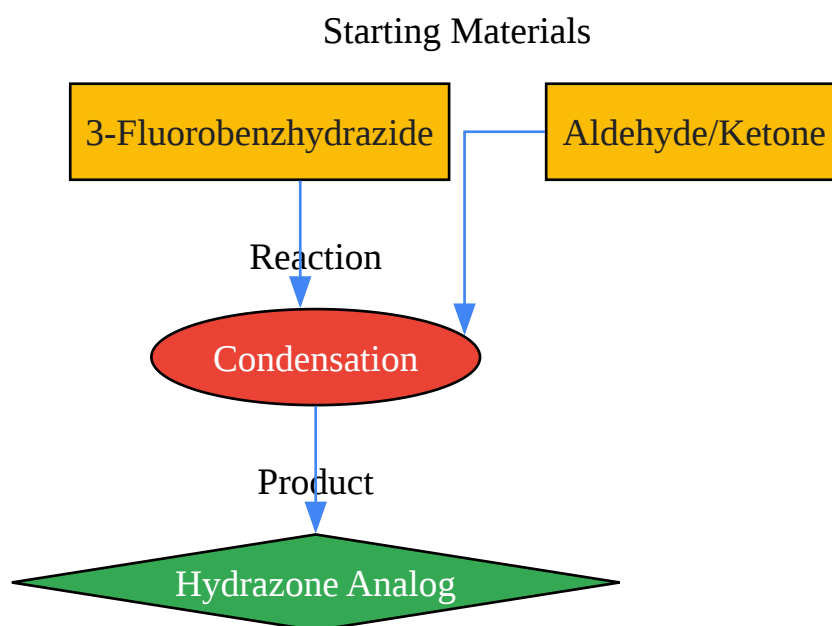 Starting Materials
3-Fluorobenzhydrazide
Aldehyde/Ketone
Reaction
Condensation
Product
Hydrazone Analog